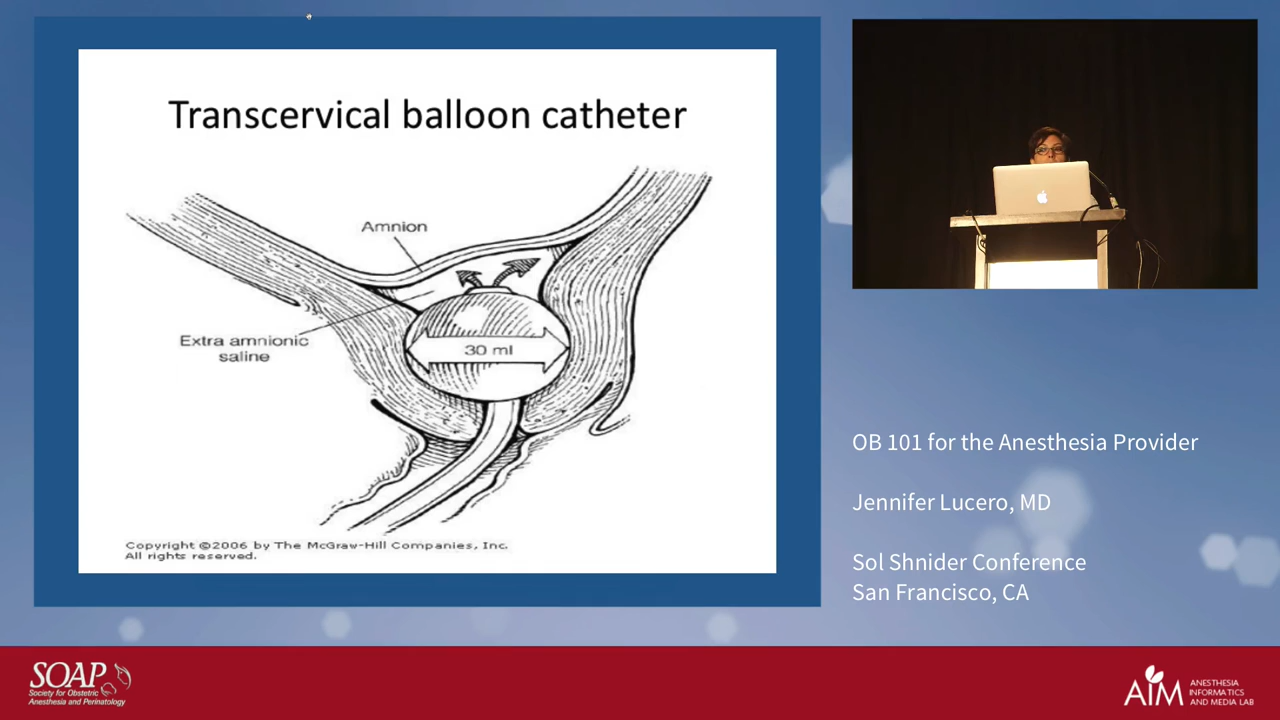 Transcervical balloon catheter
Amnion
Extra amnionic
saline
30 ml
Copyright ©2006 by The McGraw-Hill Companies, Inc.
All rights reserved.
OB 101 for the Anesthesia Provider
Jennifer Lucero, MD
Sol Shnider Conference
San Francisco, CA
SOAP
Society for Obstetric
Anesthesia and Perinatology
AIM
ANESTHESIA
INFORMATICS
AND MEDIA LAB